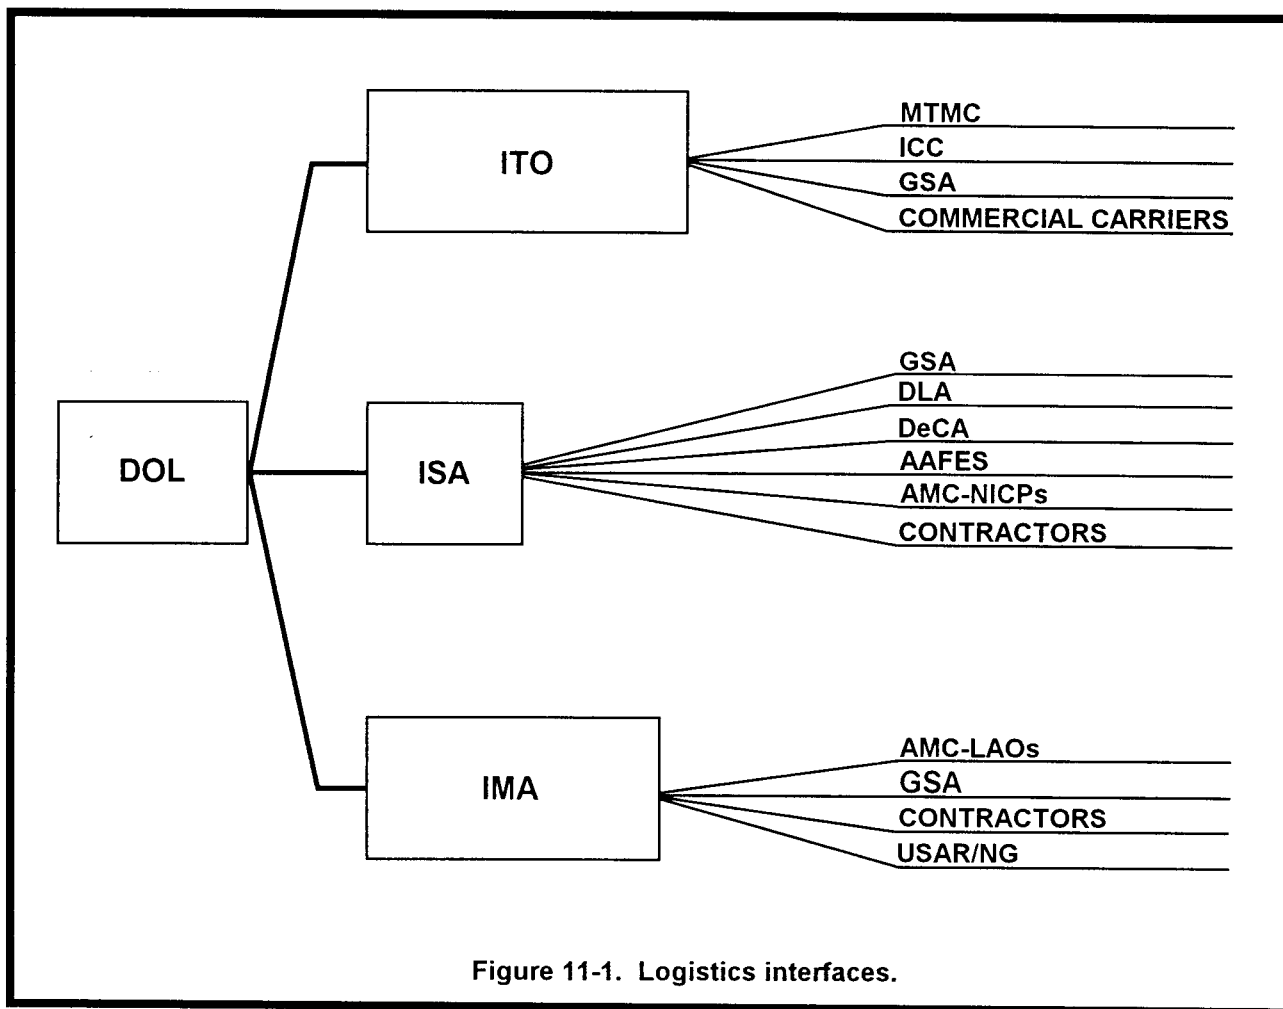 ITO
MTMC
ICC
GSA
COMMERCIAL CARRIERS
DOL
ISA
GSA
DLA
DeCA
AAFES
AMC-NICPs
CONTRACTORS
IMA
AMC-LAOs
GSA
CONTRACTORS
USAR/NG
Figure 11-1. Logistics interfaces.